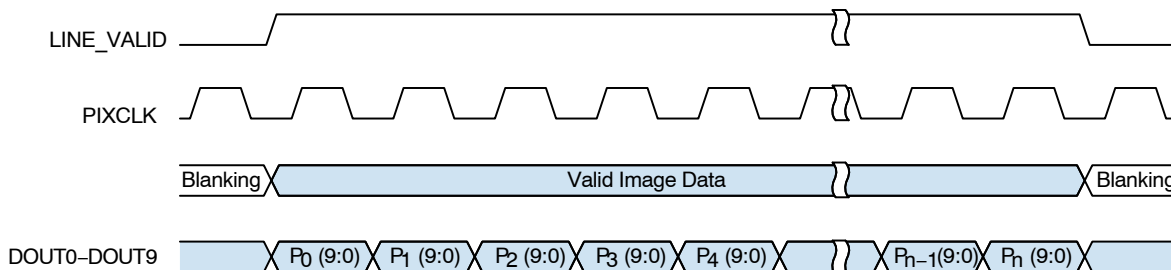 LINE_VALID
PIXCLK
Blanking Valid Image Data Blanking
DOUT0–DOUT9 P0 (9:0) P1 (9:0) P2 (9:0) P3 (9:0) P4 (9:0) Pn−1(9:0) Pn (9:0)